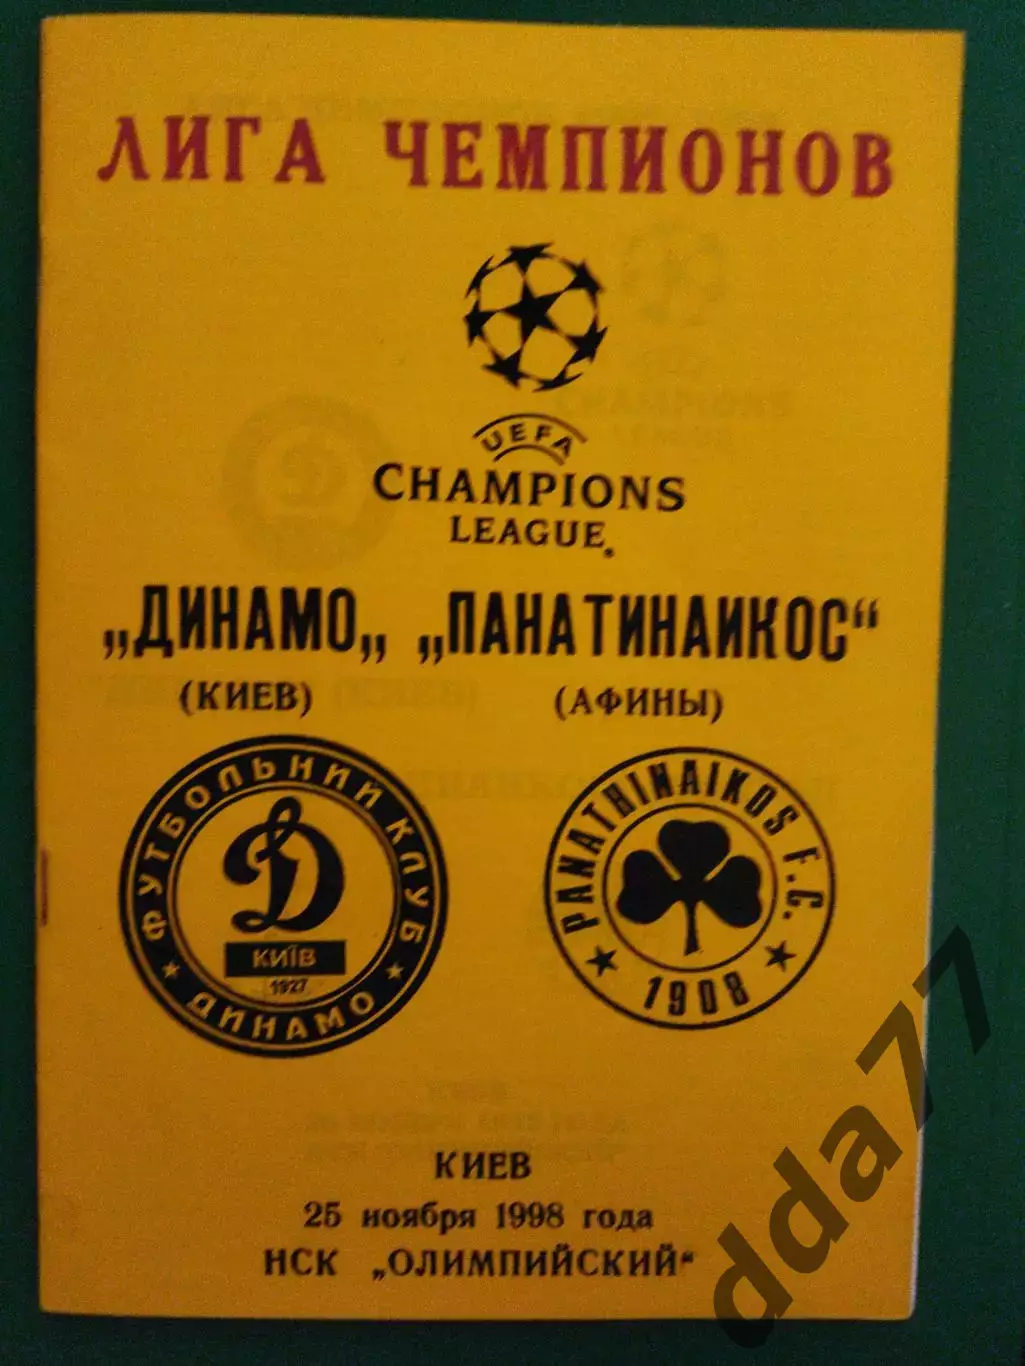 ЛИГА ЧЕМПИОНОВ
UEFA
CHAMPIONS
LEAGUE
„ДИНАМО„ „ПАНАТИНАИКОС“
(КИЕВ) (АФИНЫ)
ФУТБОЛЬНИЙ КЛУБ
Д
КИЇВ
1927
★ ДИНАМО ★
PANATHINAIKOS F.C.
★ 1908 ★
КИЕВ
25 ноября 1998 года
НСК „ОЛИМПИЙСКИЙ“
dda77